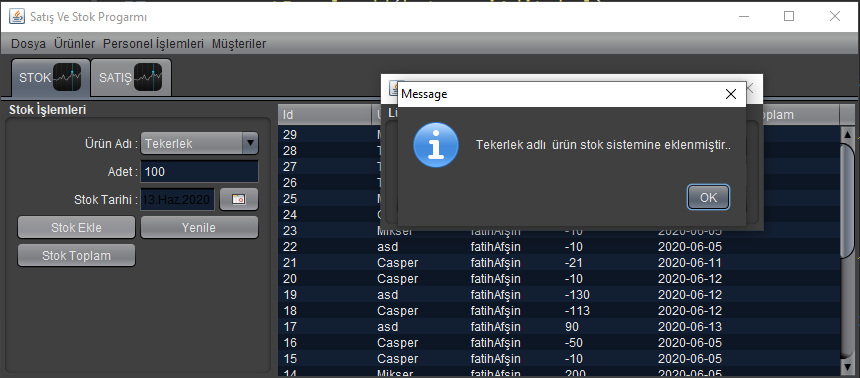 Satış Ve Stok Progarmı
Dosya Ürünler Personel İşlemleri Müşteriler
STOK SATIŞ
Stok İşlemleri
Ürün Adı : Tekerlek
Adet : 100
Stok Tarihi : 13.Haz.2020
Stok Ekle Yenile
Stok Toplam
Message
Tekerlek adlı ürün stok sistemine eklenmiştir..
OK
Id
29
28
27
26
25
24
23 Mikser fatihAfşin -10 2020-06-05
22 asd fatihAfşin -10 2020-06-05
21 Casper fatihAfşin -21 2020-06-11
20 Casper fatihAfşin -10 2020-06-12
19 asd fatihAfşin -130 2020-06-12
18 Casper fatihAfşin -113 2020-06-12
17 asd fatihAfşin 90 2020-06-13
16 Casper fatihAfşin -50 2020-06-05
15 Casper fatihAfşin -10 2020-06-05
14 Mikser fatihAfşin 200 2020-06-05